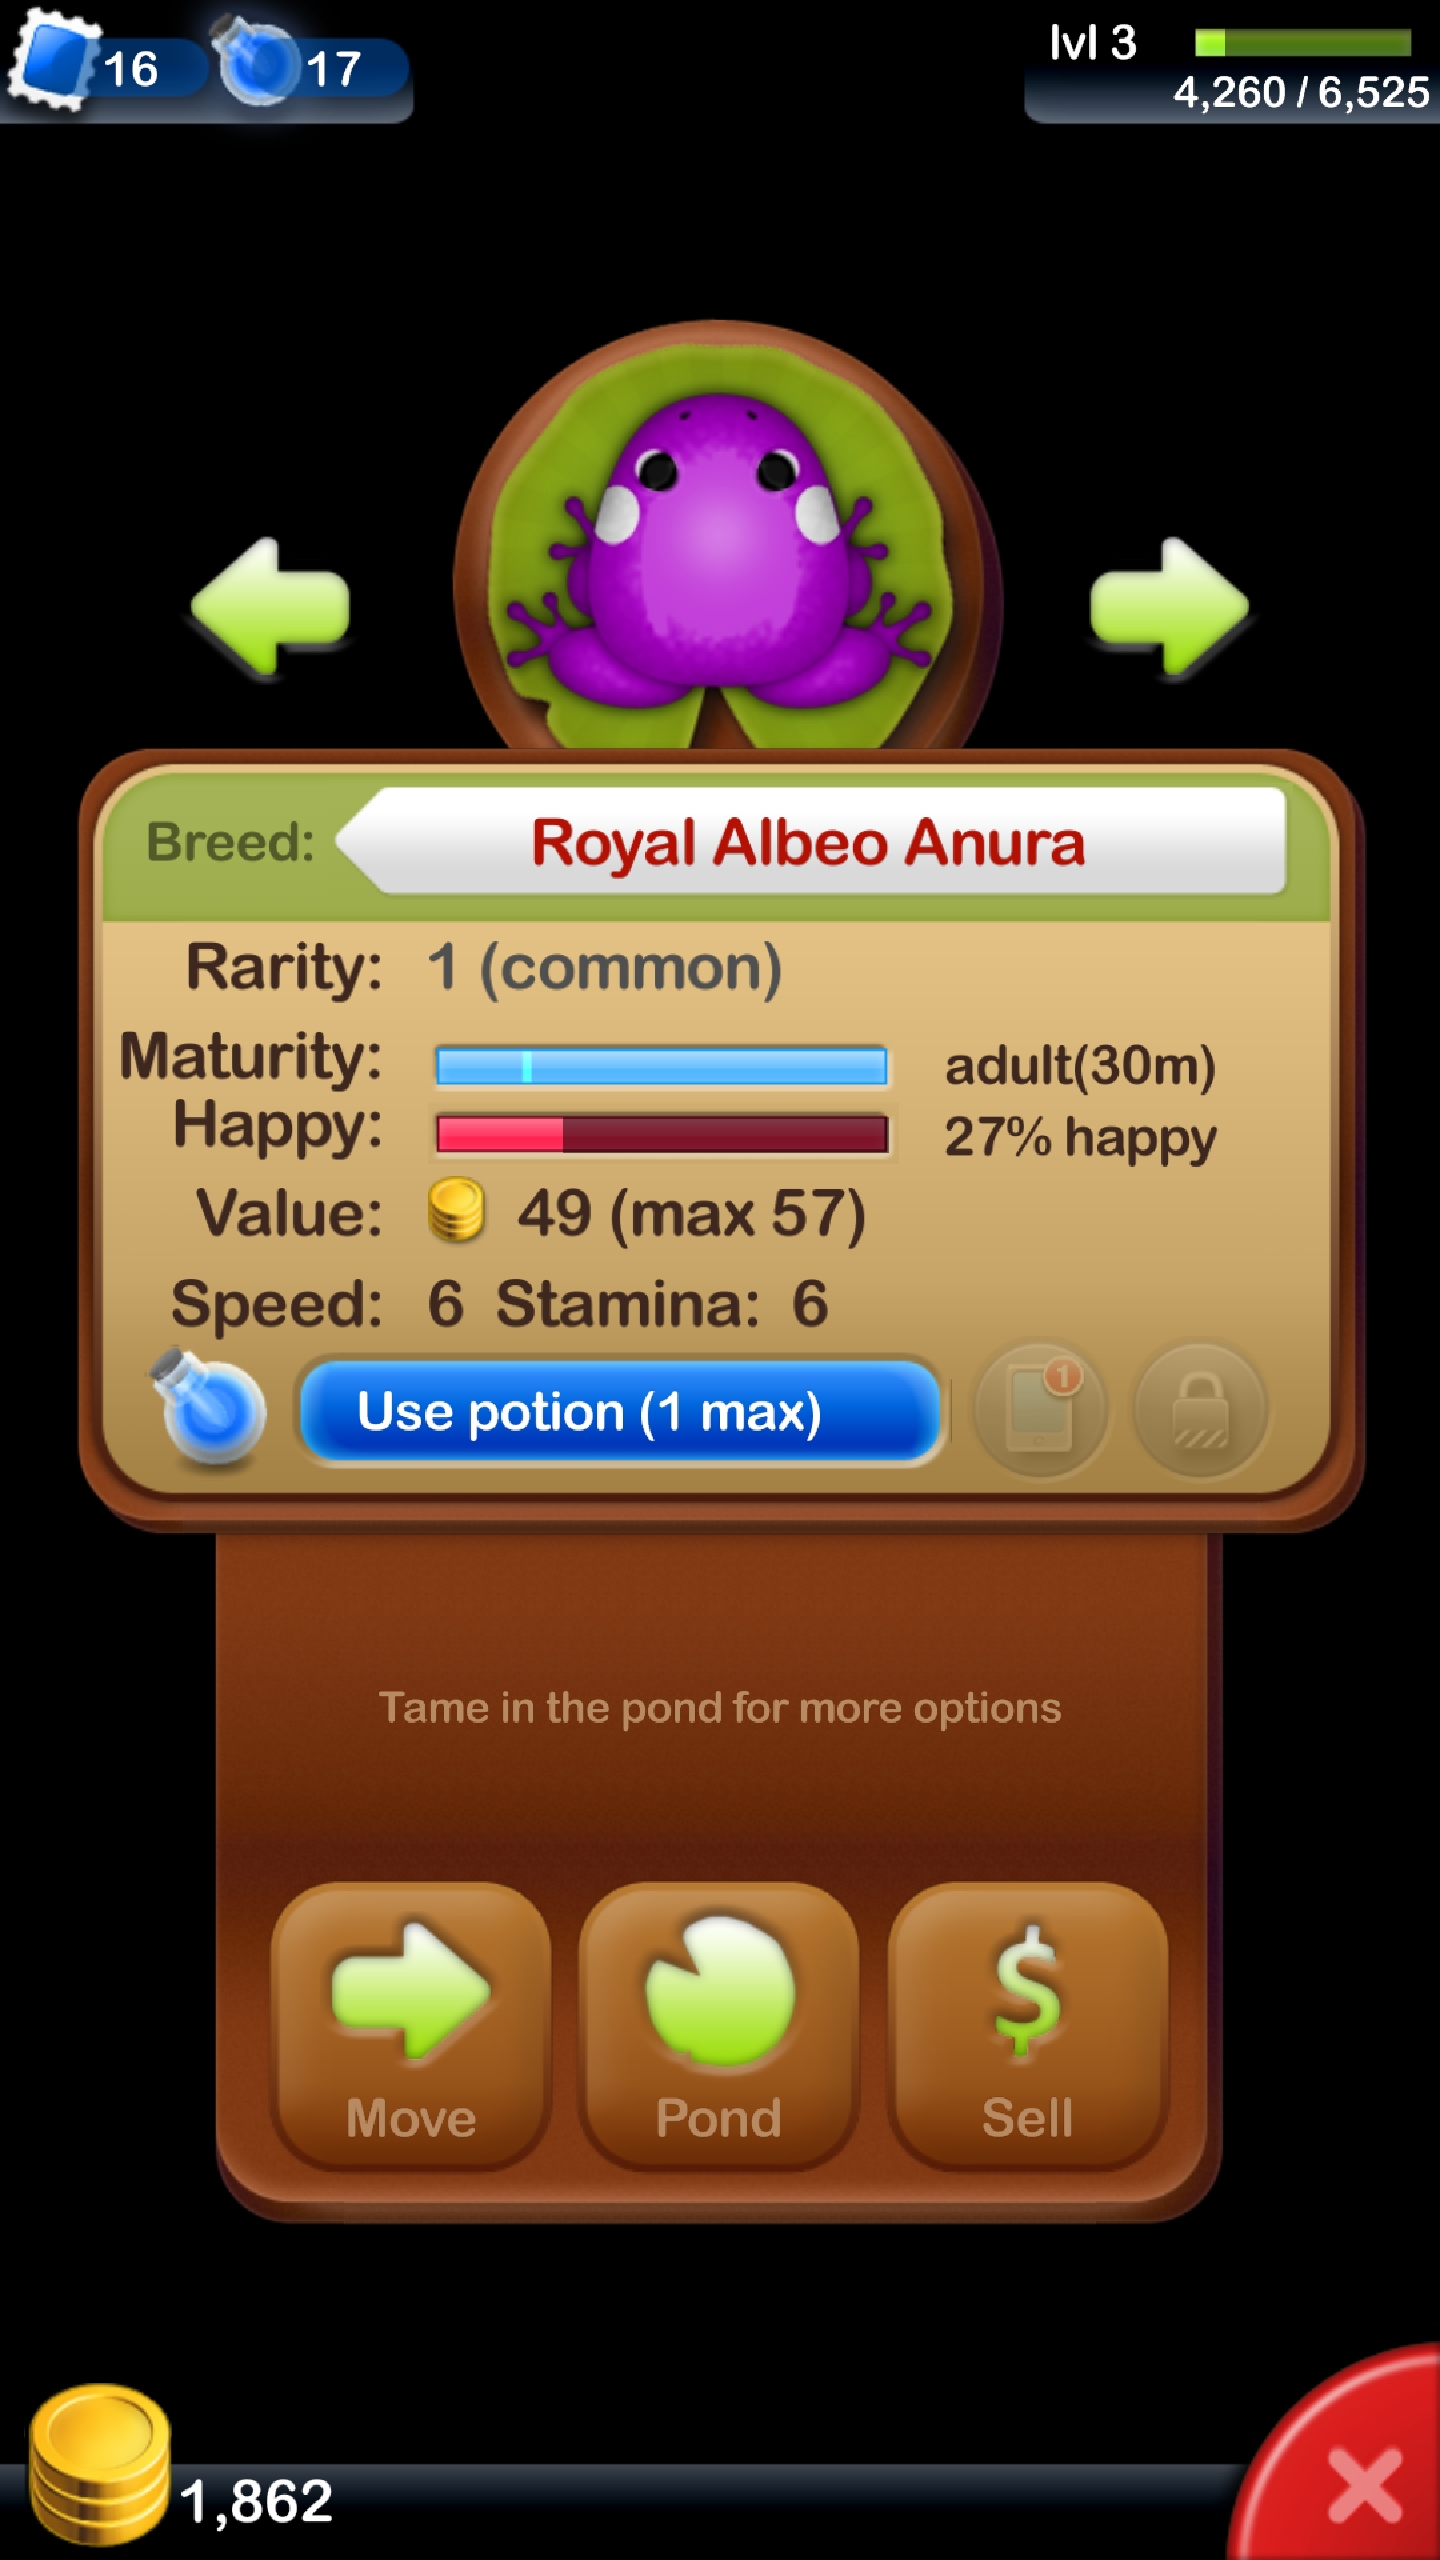 16
17
lvl 3
4,260 / 6,525
Breed: Royal Albeo Anura
Rarity: 1 (common)
Maturity: adult(30m)
Happy: 27% happy
Value: 49 (max 57)
Speed: 6 Stamina: 6
Use potion (1 max)
1
Tame in the pond for more options
Move
Pond
$
Sell
1,862